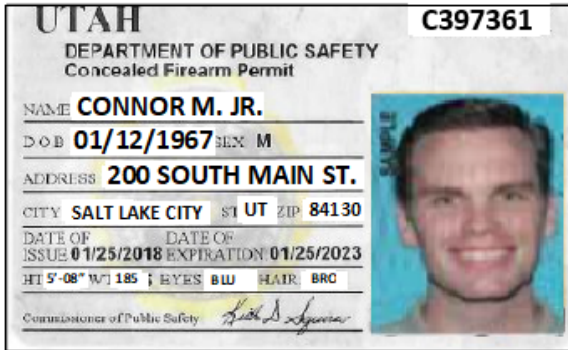 UTAH
C397361
DEPARTMENT OF PUBLIC SAFETY
Concealed Firearm Permit
NAME CONNOR M. JR.
D O B 01/12/1967 SEX M
ADDRESS 200 SOUTH MAIN ST.
CITY SALT LAKE CITY ST UT ZIP 84130
DATE OF DATE OF
ISSUE 01/25/2018 EXPIRATION 01/25/2023
HT 5'-08" WT 185 EYES BLU HAIR BRO
Commissioner of Public Safety Keith D Squires
SAMPLE